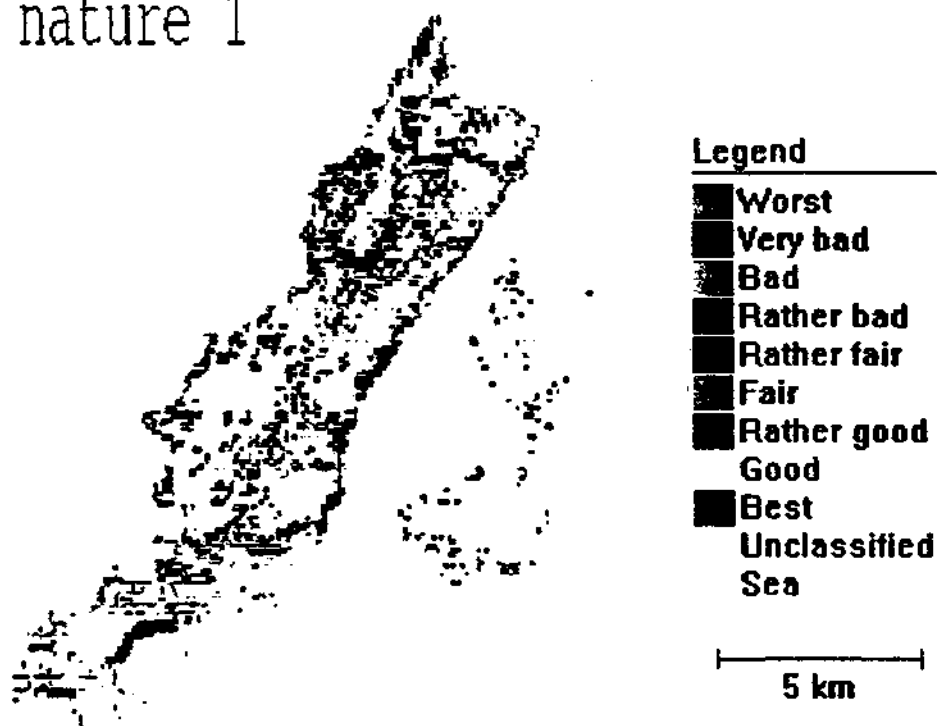 nature 1
Legend
Worst
Very bad
Bad
Rather bad
Rather fair
Fair
Rather good
Good
Best
Unclassified
Sea
5 km